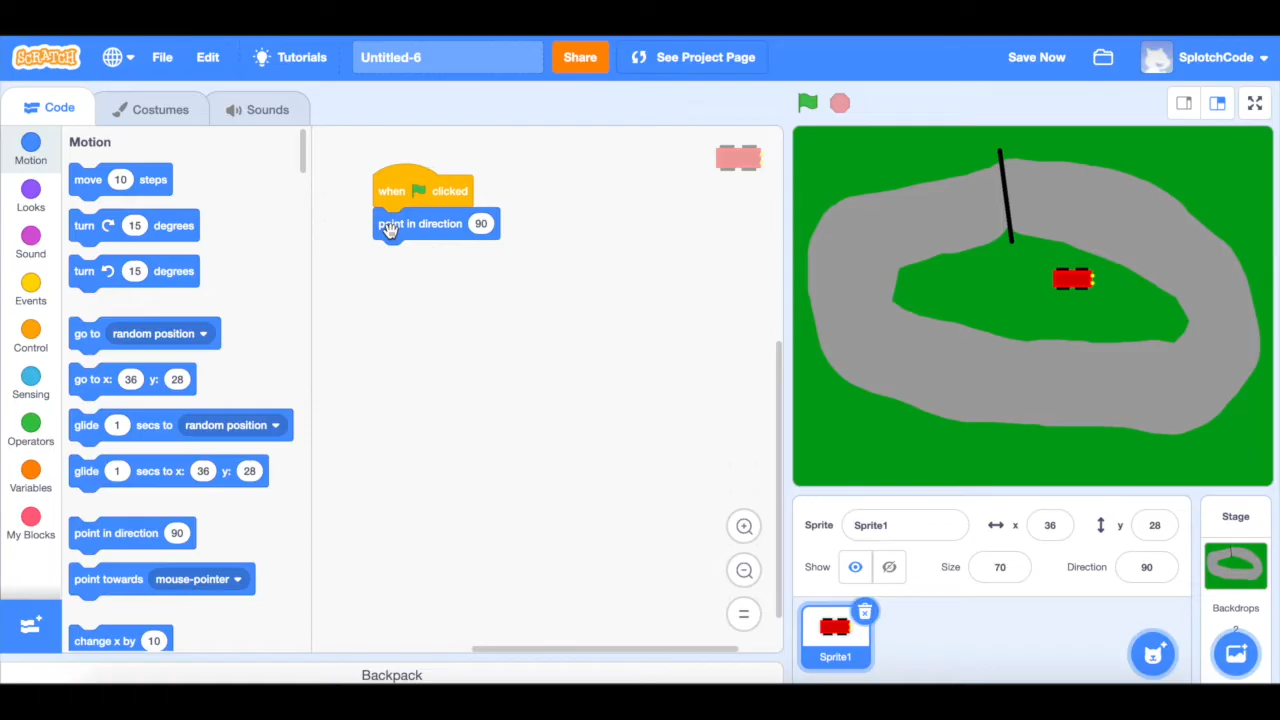 SCRATCH File Edit Tutorials Untitled-6 Share See Project Page Save Now SplotchCode
Code Costumes Sounds
Motion
Looks
Sound
Events
Control
Sensing
Operators
Variables
My Blocks
Motion
move 10 steps
turn 15 degrees
turn 15 degrees
go to random position
go to x: 36 y: 28
glide 1 secs to random position
glide 1 secs to x: 36 y: 28
point in direction 90
point towards mouse-pointer
change x by 10
when clicked
point in direction 90
Backpack
Sprite Sprite1 x 36 y 28
Show Size 70 Direction 90
Sprite1
Stage
Backdrops